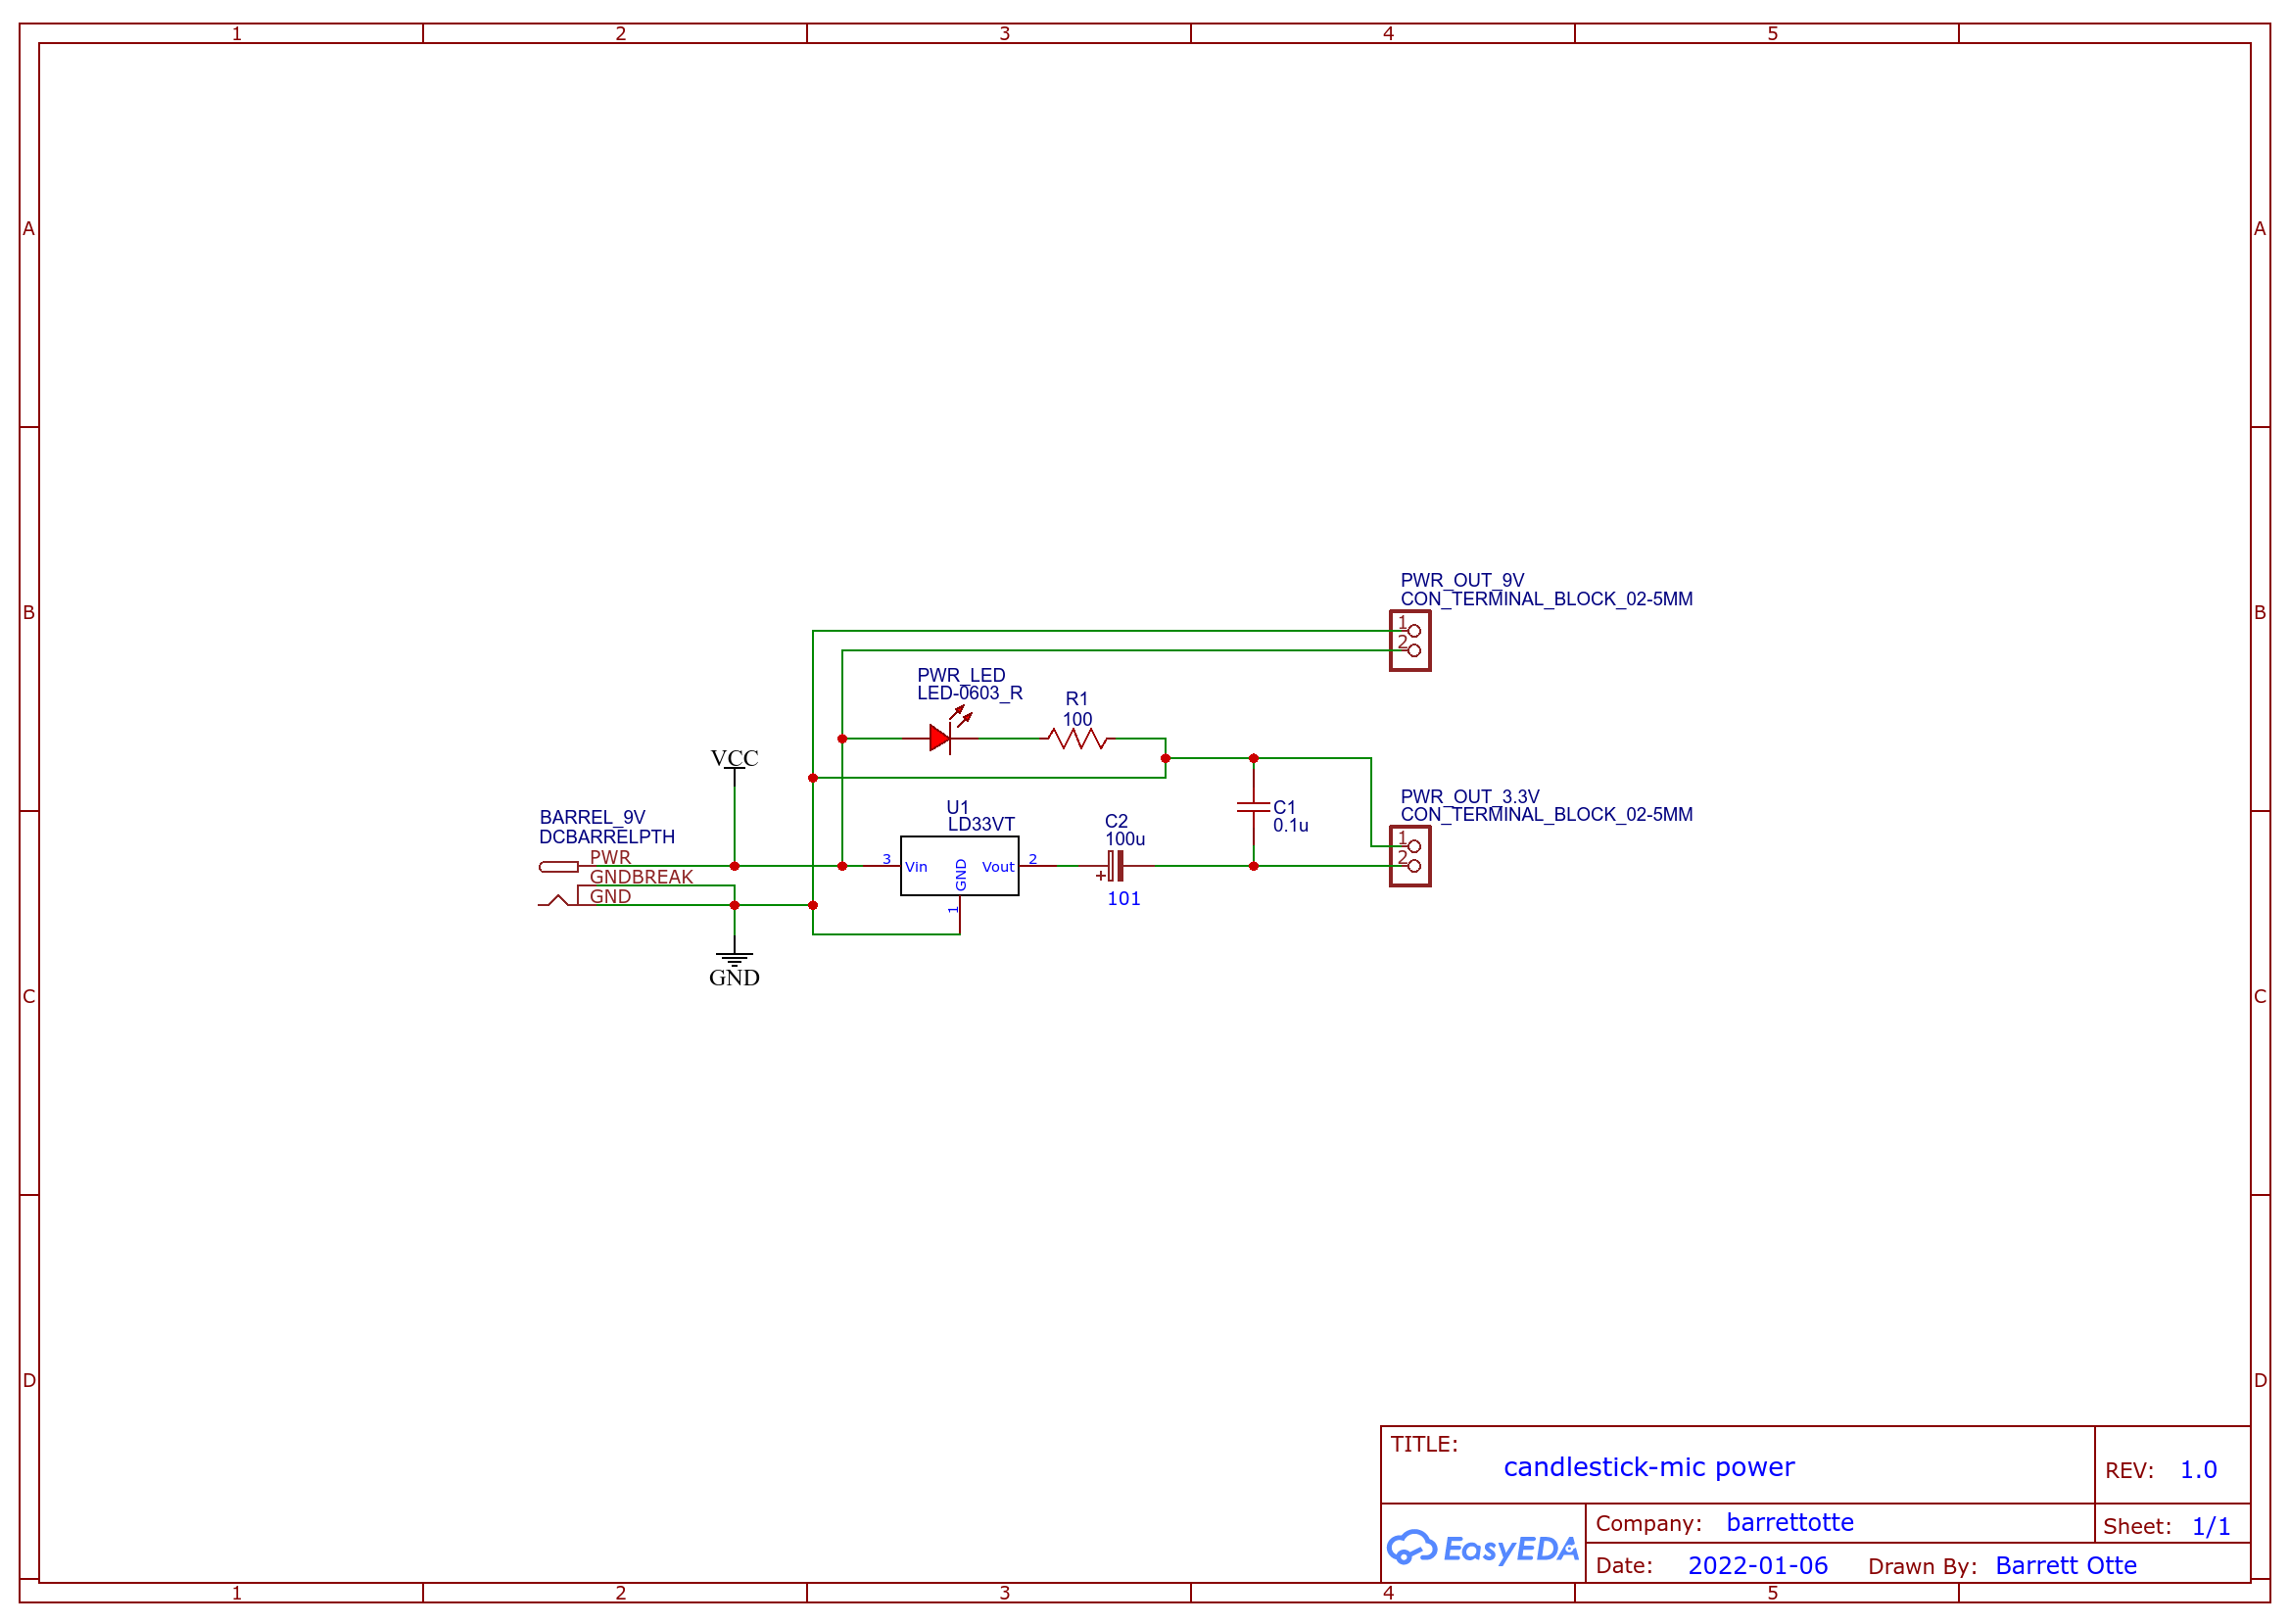 1 2 3 4 5
A A
PWR_OUT_9V
CON_TERMINAL_BLOCK_02-5MM
B B
1
2
PWR_LED
LED-0603_R
R1
100
VCC
PWR_OUT_3.3V
CON_TERMINAL_BLOCK_02-5MM
BARREL_9V
DCBARRELPTH
U1
LD33VT
C1
0.1u
C2
100u
1
2
PWR
GNDBREAK
GND
3 Vin GND Vout 2
1
+
101
GND
C C
D D
TITLE:
candlestick-mic power
REV: 1.0
EasyEDA
Company: barrettotte
Sheet: 1/1
Date: 2022-01-06 Drawn By: Barrett Otte
1 2 3 4 5